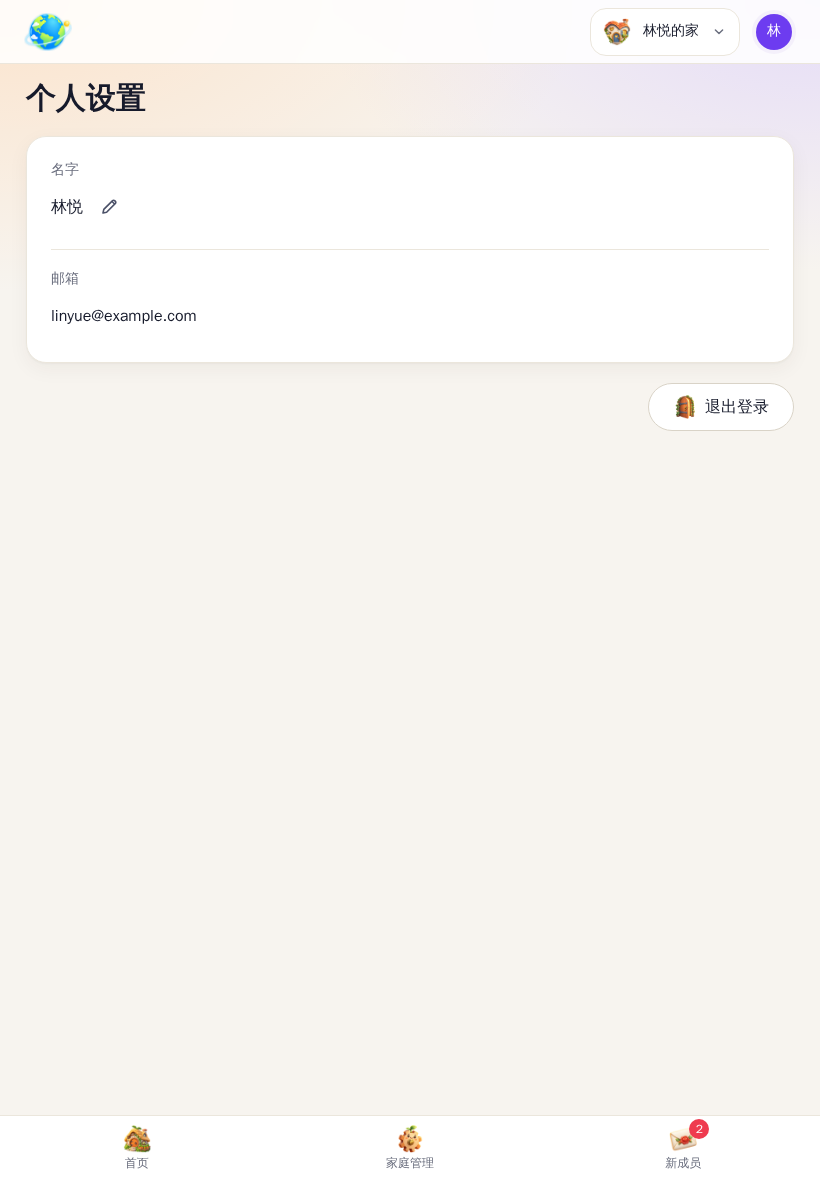 林悦的家
林
个人设置
名字
林悦
邮箱
linyue@example.com
退出登录
首页
家庭管理
2
新成员